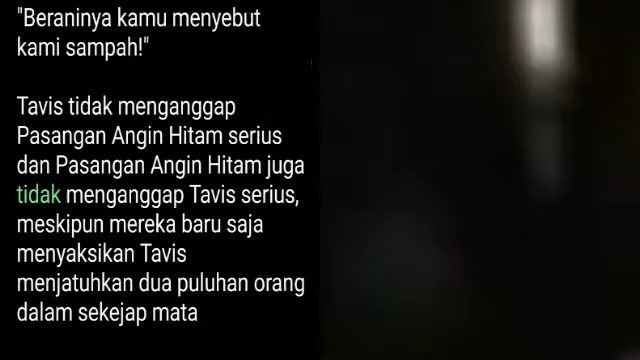 "Beraninya kamu menyebut
kami sampah!"
Tavis tidak menganggap
Pasangan Angin Hitam serius
dan Pasangan Angin Hitam juga
tidak menganggap Tavis serius,
meskipun mereka baru saja
menyaksikan Tavis
menjatuhkan dua puluhan orang
dalam sekejap mata